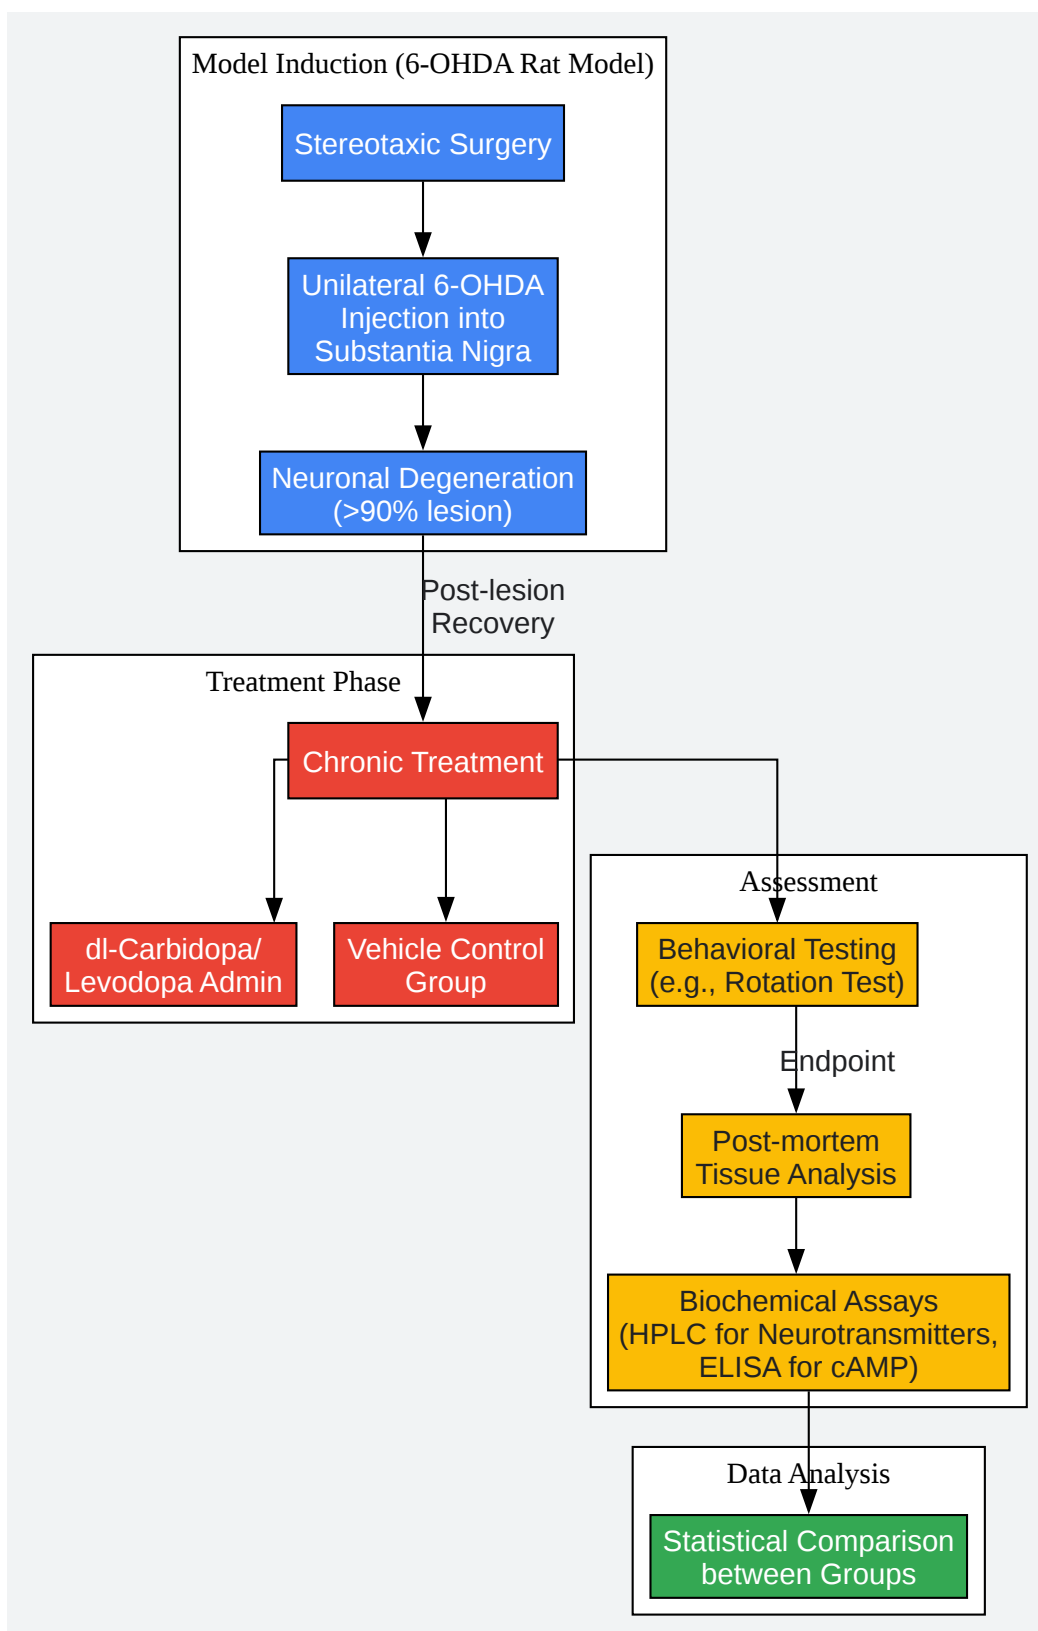 Model Induction (6-OHDA Rat Model)
Stereotaxic Surgery
Unilateral 6-OHDA
Injection into
Substantia Nigra
Neuronal Degeneration
(>90% lesion)
Post-lesion
Recovery
Treatment Phase
Chronic Treatment
dl-Carbidopa/
Levodopa Admin
Vehicle Control
Group
Assessment
Behavioral Testing
(e.g., Rotation Test)
Endpoint
Post-mortem
Tissue Analysis
Biochemical Assays
(HPLC for Neurotransmitters,
ELISA for cAMP)
Data Analysis
Statistical Comparison
between Groups